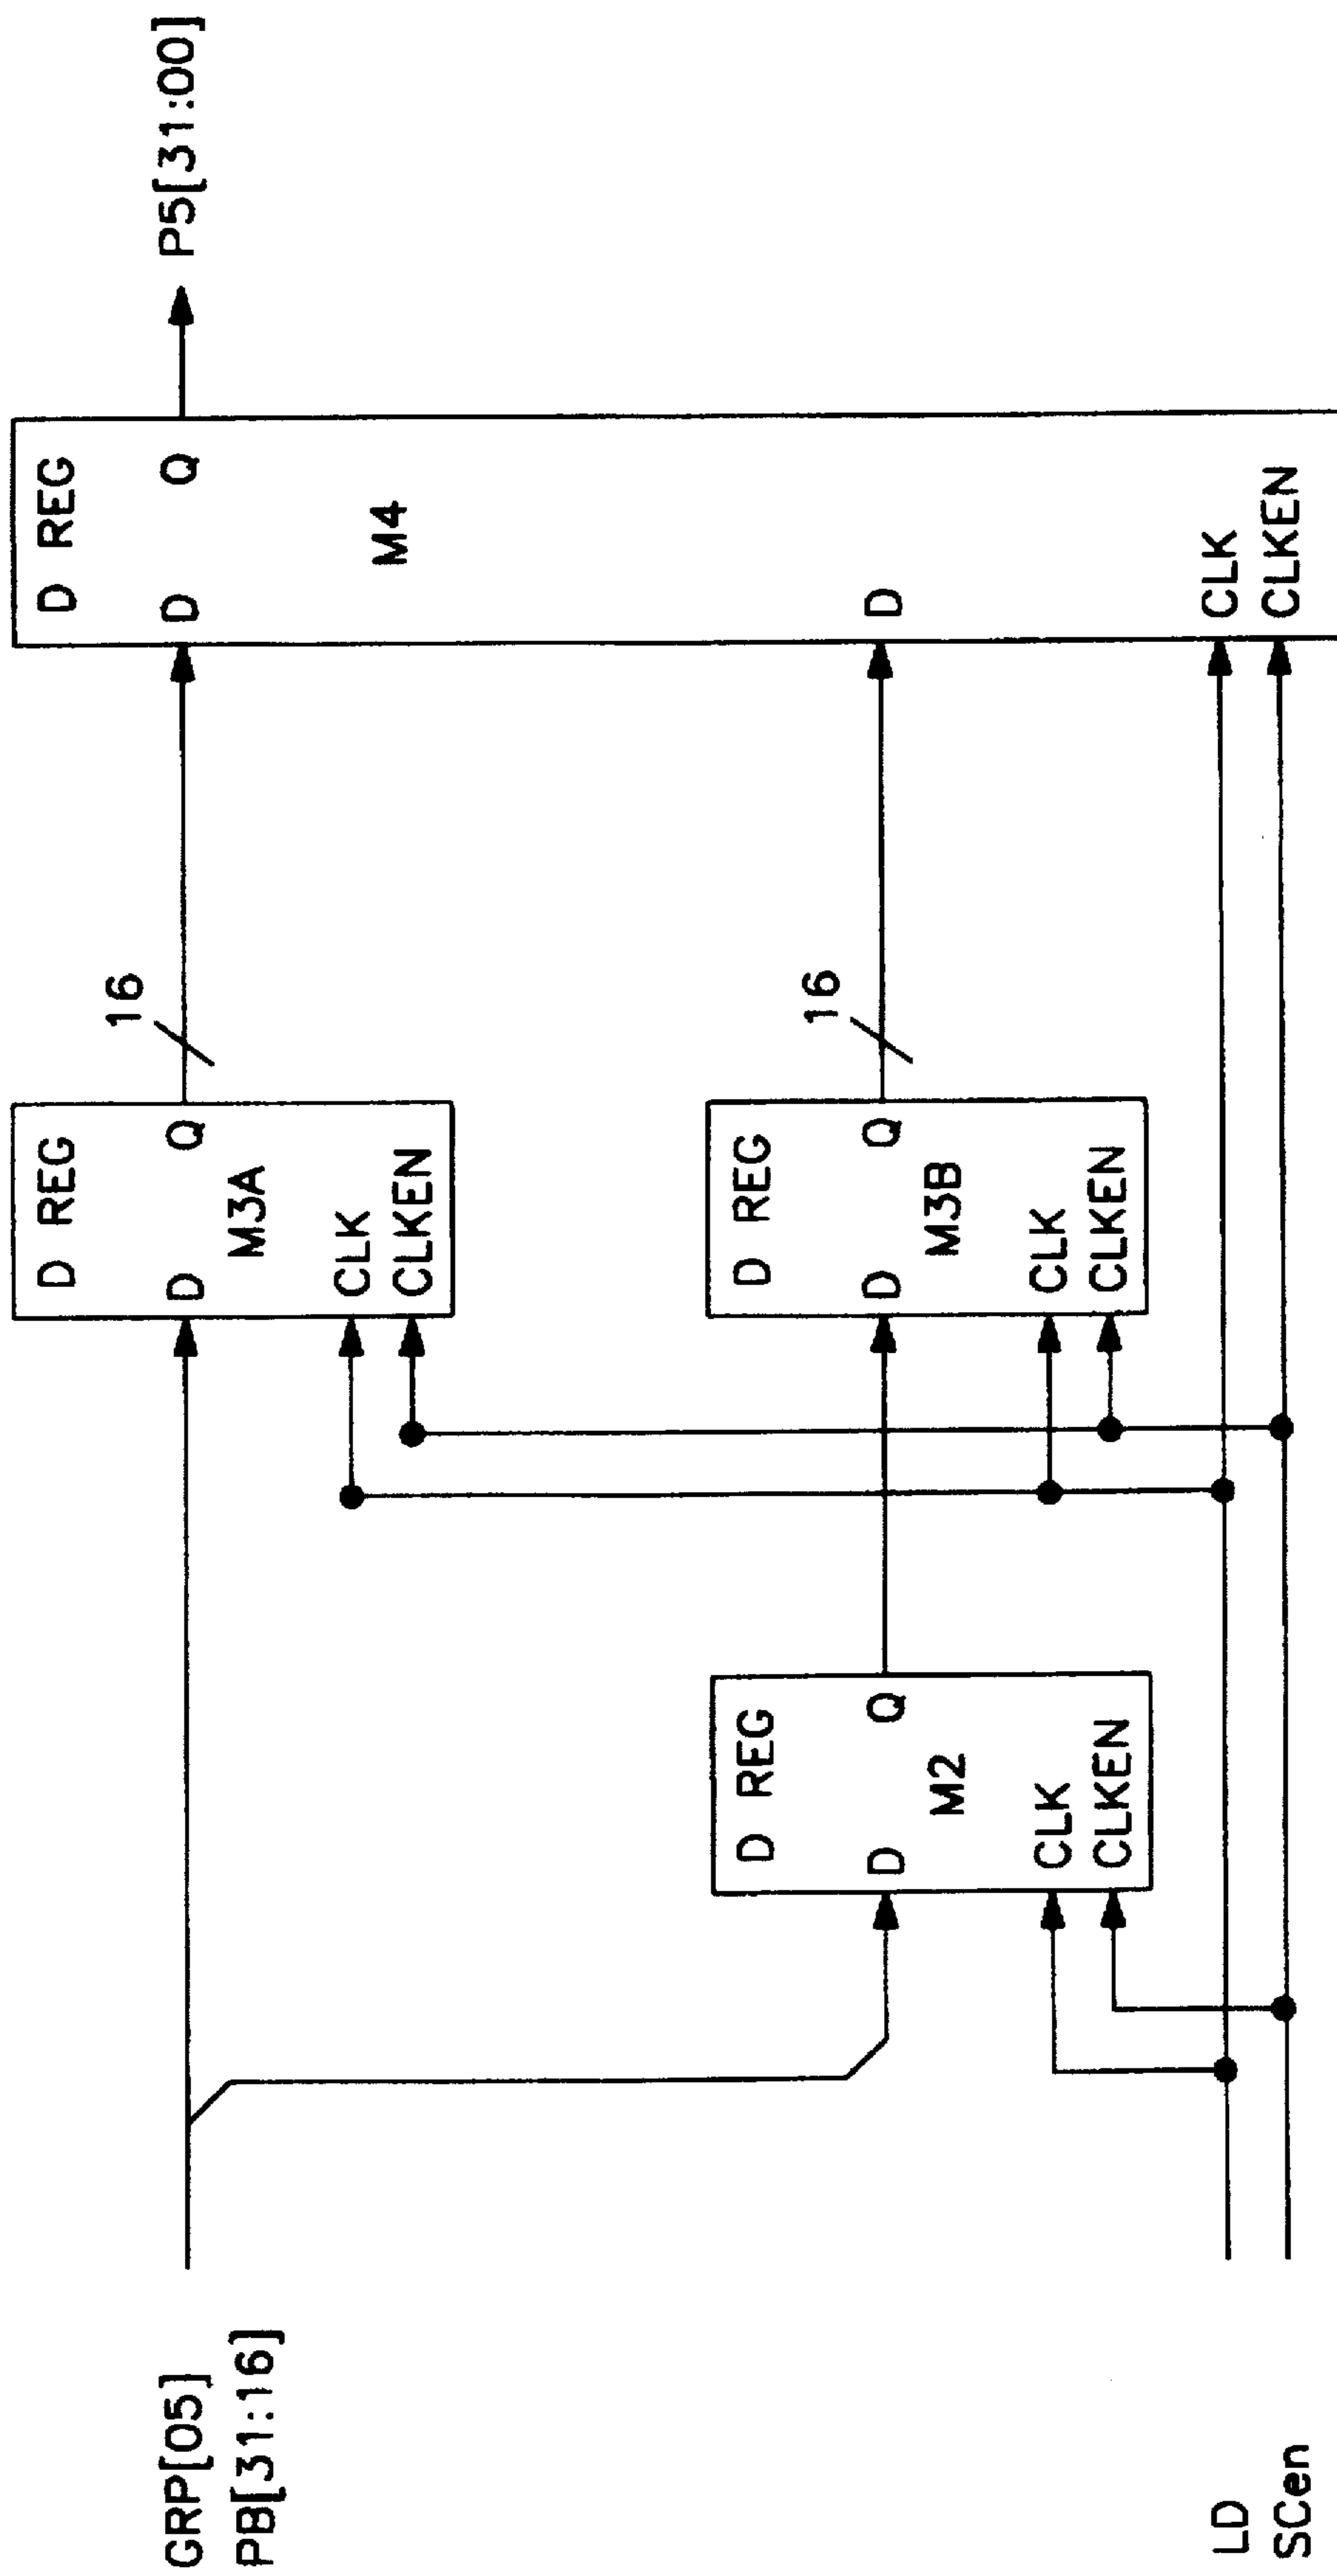 GRP[05]
PB[31:16]
LD
SCen
D REG
D Q
M2
CLK
CLKEN
D REG
D Q
M3A
CLK
CLKEN
16
D REG
D Q
M3B
CLK
CLKEN
16
D REG
D Q
M4
D
CLK
CLKEN
P5[31:00]